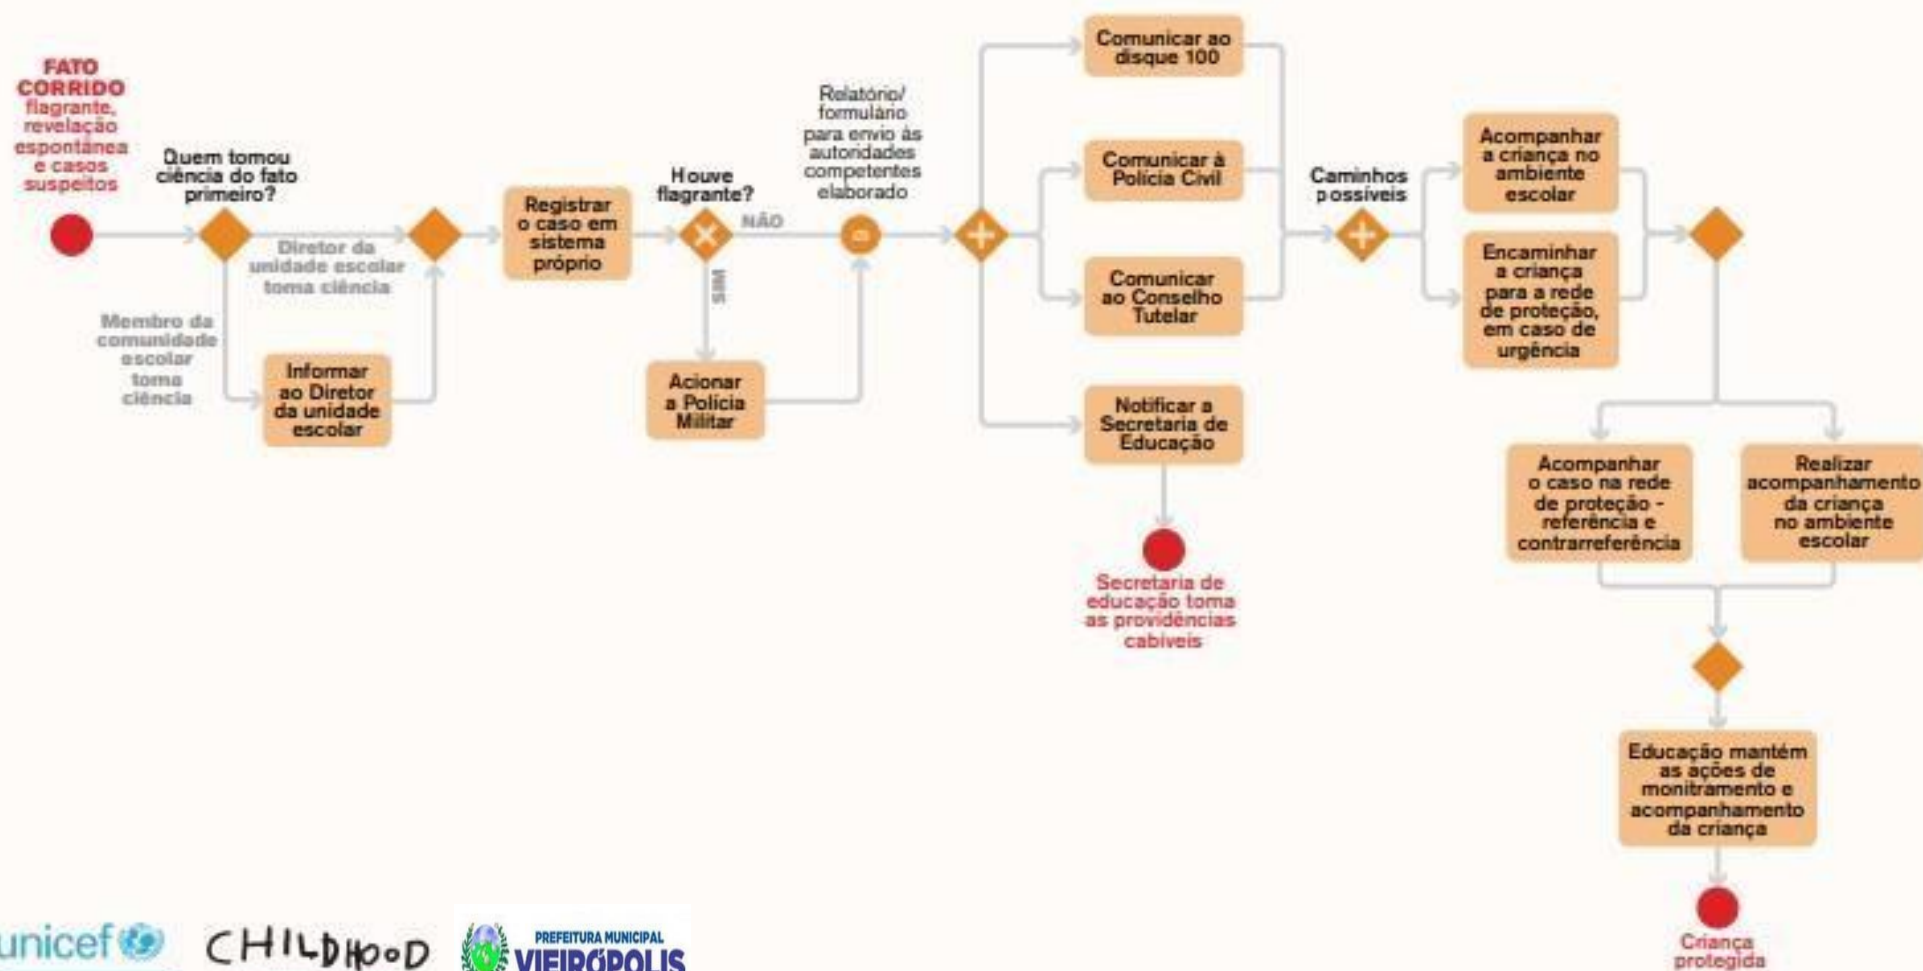 FATO
CORRIDO
flagrante,
revelação
espontânea
e casos
suspeitos
Quem tomou
ciência do fato
primeiro?
Diretor da
unidade escolar
toma ciência
Membro da
comunidade
escolar
toma
ciência
Informar
ao Diretor
da unidade
escolar
Registrar
o caso em
sistema
próprio
Houve
flagrante?
NÃO
SIM
Acionar
a Polícia
Militar
Relatório/
formulário
para envio às
autoridades
competentes
elaborado
Comunicar ao
disque 100
Comunicar à
Polícia Civil
Comunicar
ao Conselho
Tutelar
Notificar a
Secretaria de
Educação
Secretaria de
educação toma
as providências
cabíveis
Caminhos
possíveis
Acompanhar
a criança no
ambiente
escolar
Encaminhar
a criança
para a rede
de proteção,
em caso de
urgência
Acompanhar
o caso na rede
de proteção -
referência e
contrarreferência
Realizar
acompanhamento
da criança
no ambiente
escolar
Educação mantém
as ações de
monitramento e
acompanhamento
da criança
Criança
protegida
unicef
CHILDHOOD
PREFEITURA MUNICIPAL
VIEIRÓPOLIS